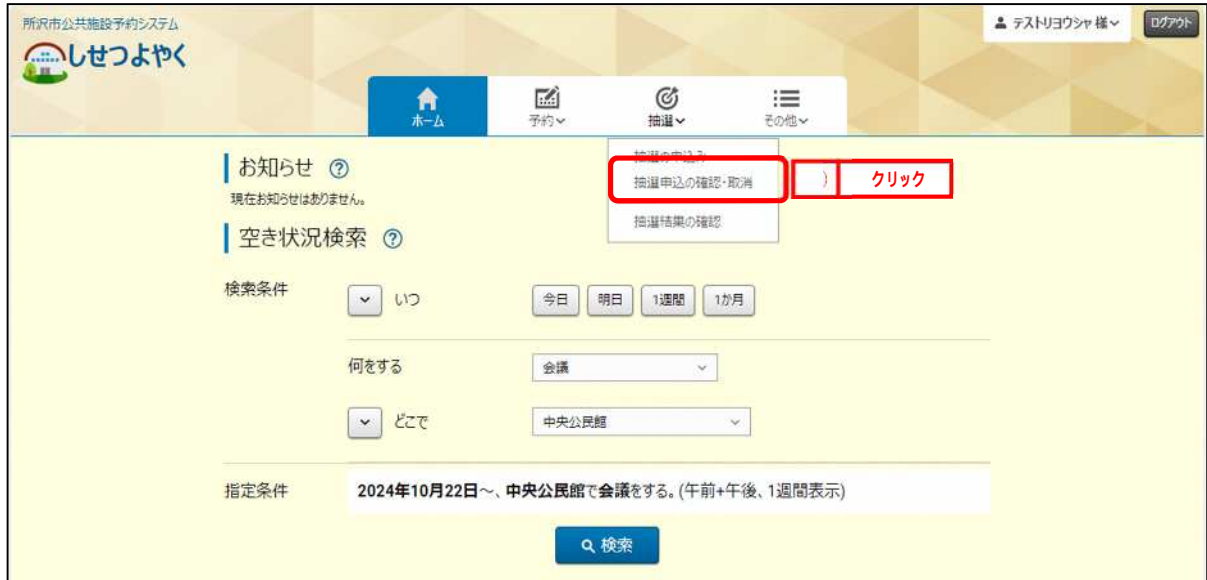 所沢市公共施設予約システム
しせつよやく
テストリヨウシャ 様
ログアウト
ホーム
予約
抽選
その他
抽選の申込み
抽選申込の確認・取消
) クリック
抽選結果の確認
お知らせ ?
現在お知らせはありません。
空き状況検索 ?
検索条件
いつ
今日 明日 1週間 1か月
何をする
会議
どこで
中央公民館
指定条件
2024年10月22日～、中央公民館で会議をする。(午前+午後、1週間表示)
検索